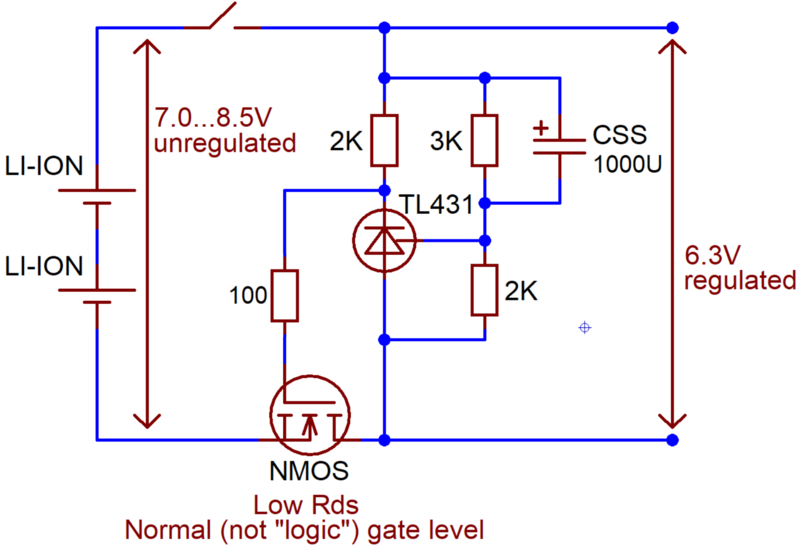 7.0...8.5V
unregulated
2K
3K
+
CSS
1000U
LI-ION
TL431
LI-ION
100
2K
6.3V
regulated
NMOS
Low Rds
Normal (not "logic") gate level